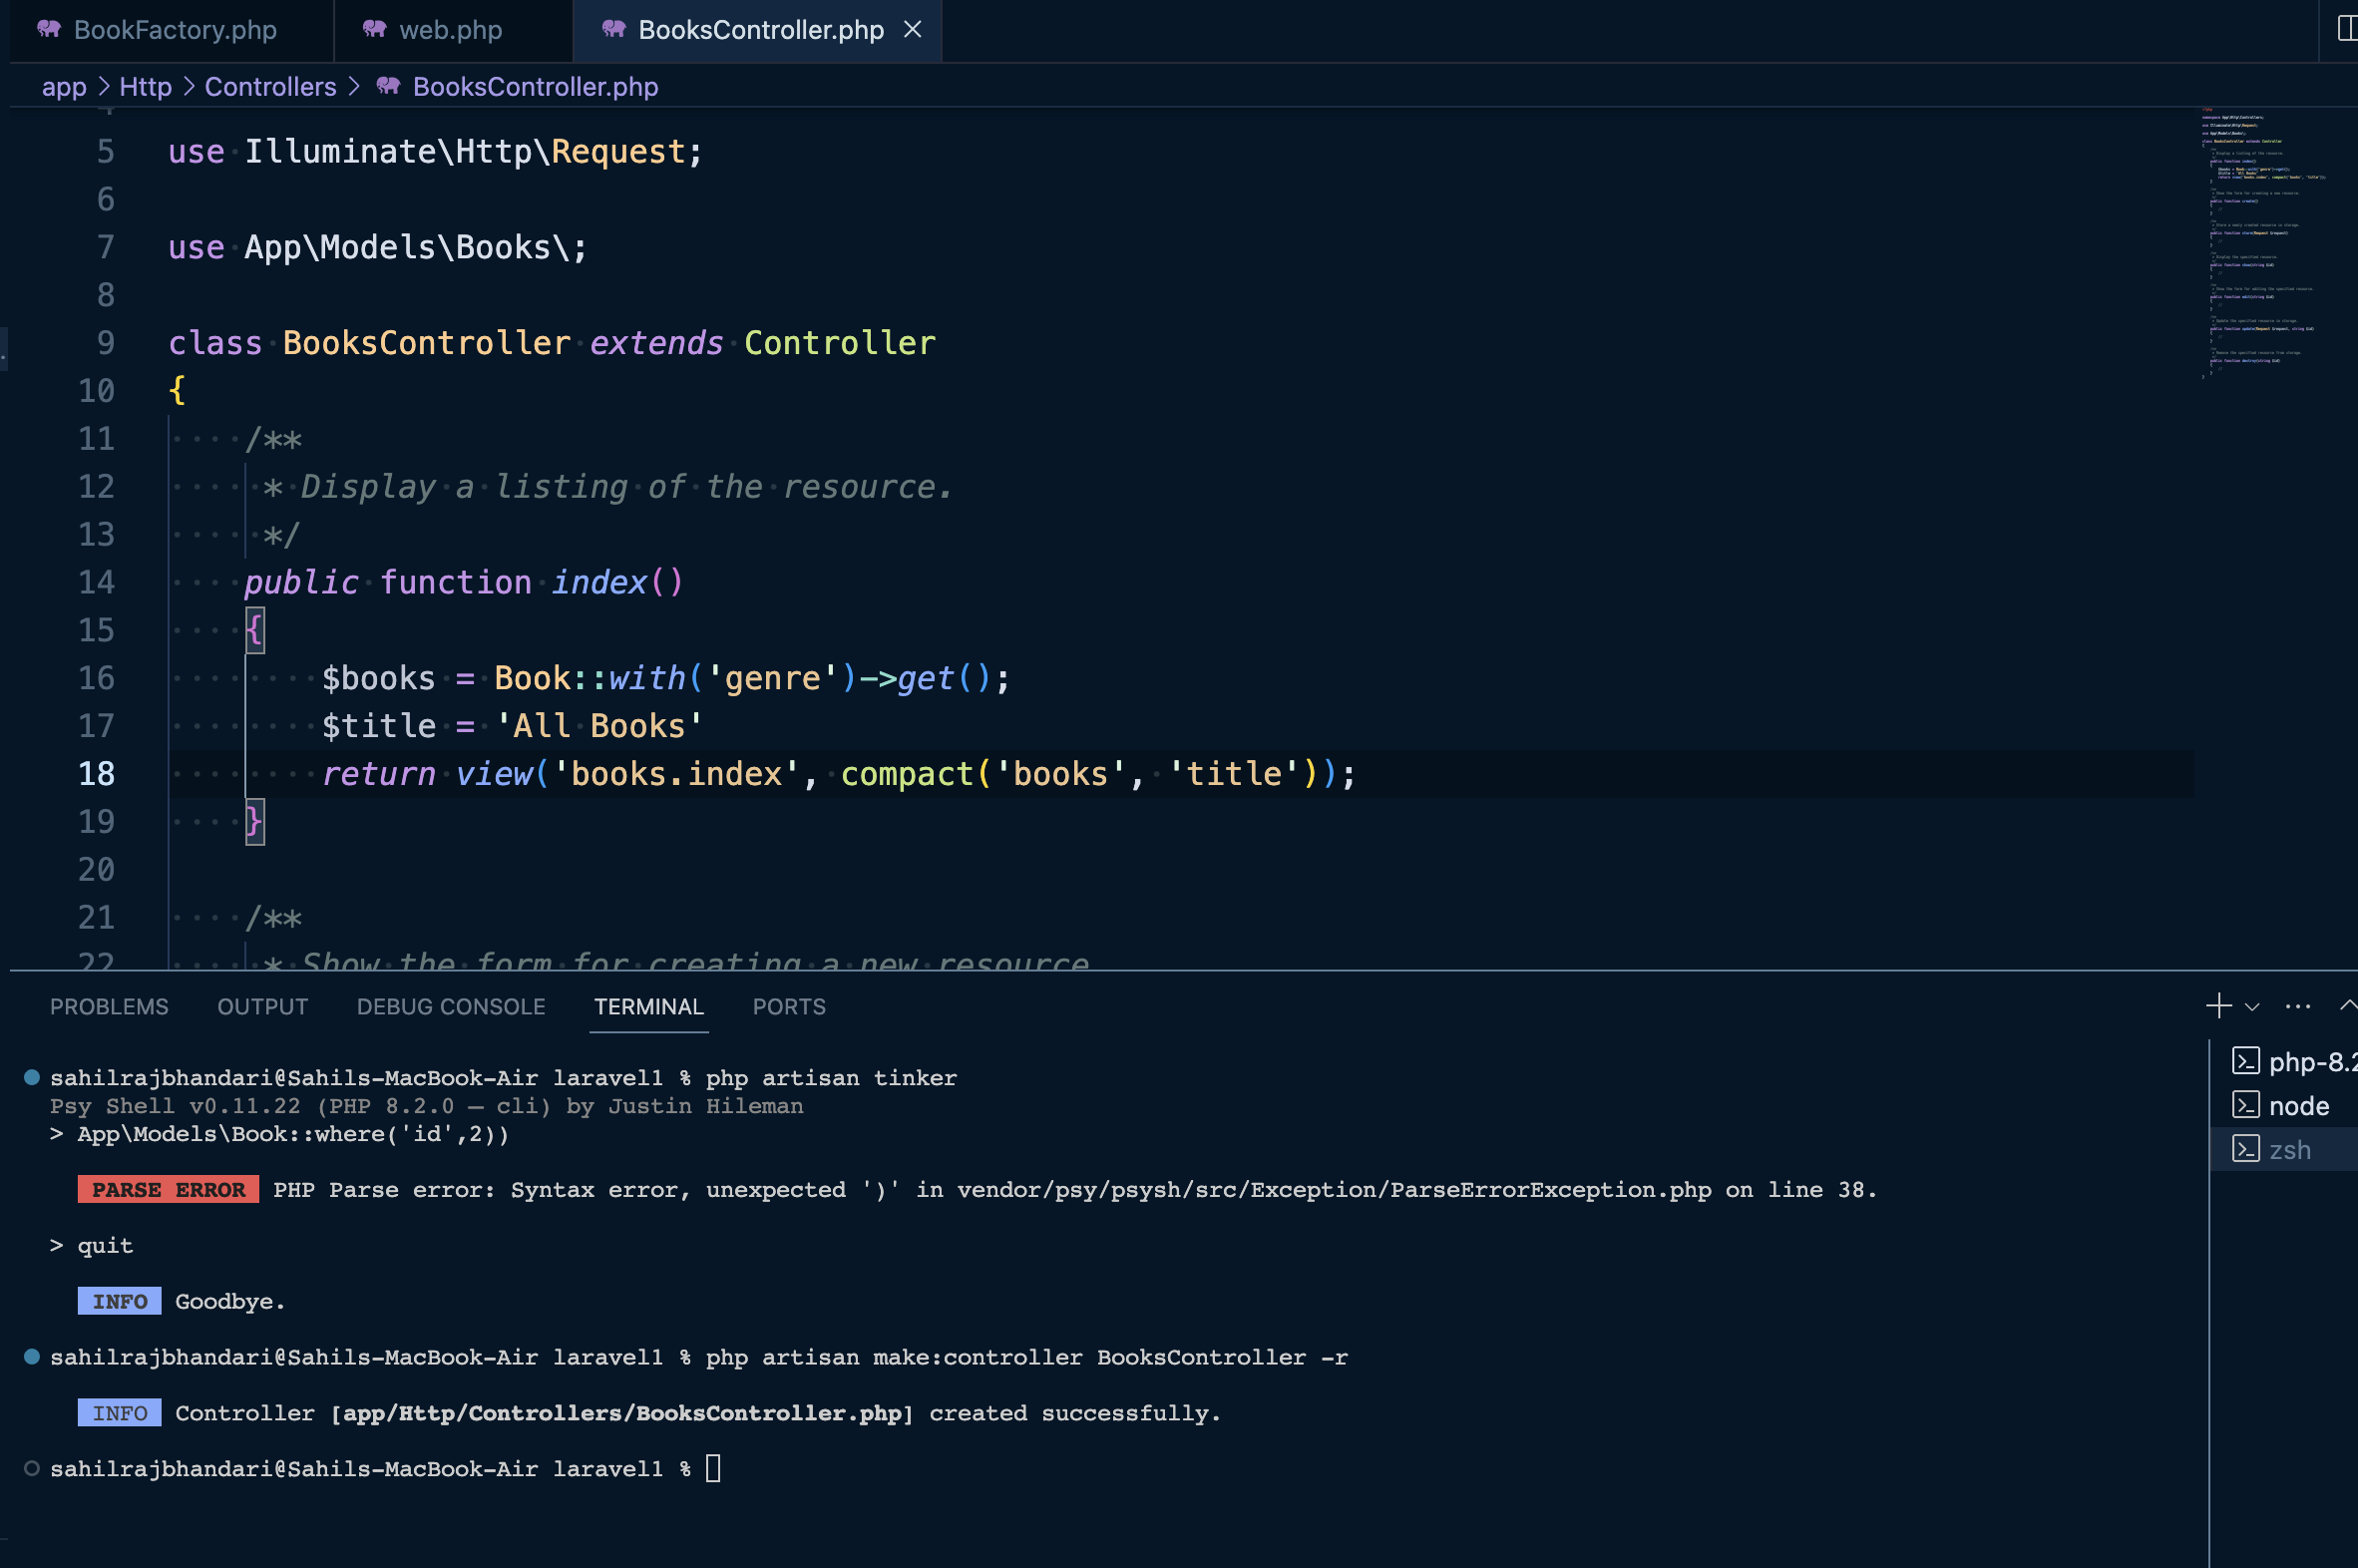 BookFactory.php
web.php
BooksController.php
app > Http > Controllers > BooksController.php
5 use Illuminate\Http\Request;
6
7 use App\Models\Books\;
8
9 class BooksController extends Controller
10 {
11 /**
12 * Display a listing of the resource.
13 */
14 public function index()
15 {
16 $books = Book::with('genre')->get();
17 $title = 'All Books'
18 return view('books.index', compact('books', 'title'));
19 }
20
21 /**
22 * Show the form for creating a new resource
PROBLEMS OUTPUT DEBUG CONSOLE TERMINAL PORTS
sahilrajbhandari@Sahils-MacBook-Air laravel1 % php artisan tinker
Psy Shell v0.11.22 (PHP 8.2.0 — cli) by Justin Hileman
> App\Models\Book::where('id',2))
PARSE ERROR PHP Parse error: Syntax error, unexpected ')' in vendor/psy/psysh/src/Exception/ParseErrorException.php on line 38.
> quit
INFO Goodbye.
sahilrajbhandari@Sahils-MacBook-Air laravel1 % php artisan make:controller BooksController -r
INFO Controller [app/Http/Controllers/BooksController.php] created successfully.
sahilrajbhandari@Sahils-MacBook-Air laravel1 %
php-8.2
node
zsh